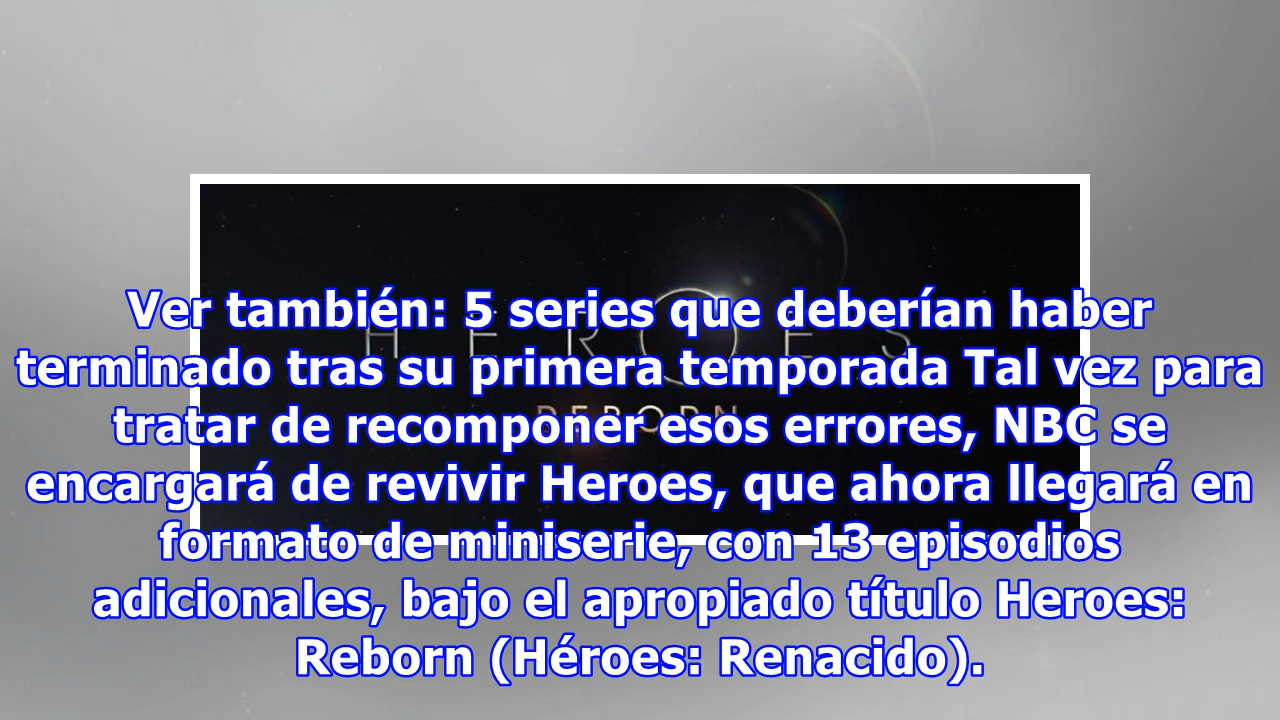 Ver también: 5 series que deberían haber
terminado tras su primera temporada Tal vez para
tratar de recomponer esos errores, NBC se
encargará de revivir Heroes, que ahora llegará en
formato de miniserie, con 13 episodios
adicionales, bajo el apropiado título Heroes:
Reborn (Héroes: Renacido).
HEROES
REBORN